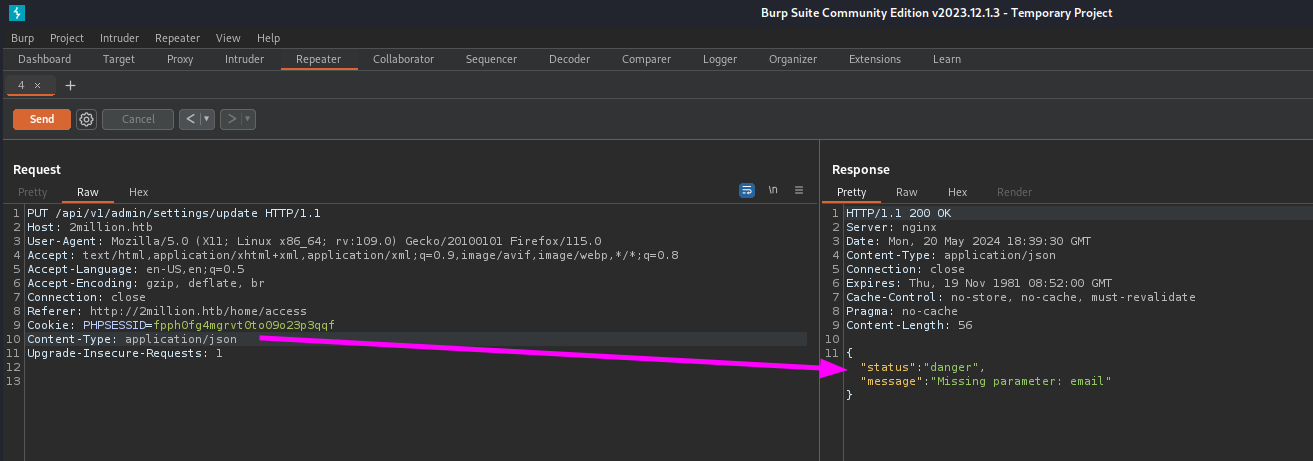 Burp Suite Community Edition v2023.12.1.3 - Temporary Project
Burp Project Intruder Repeater View Help
Dashboard Target Proxy Intruder Repeater Collaborator Sequencer Decoder Comparer Logger Organizer Extensions Learn
4 × +
Send Cancel < >
Request
Pretty Raw Hex \n
1 PUT /api/v1/admin/settings/update HTTP/1.1
2 Host: 2million.htb
3 User-Agent: Mozilla/5.0 (X11; Linux x86_64; rv:109.0) Gecko/20100101 Firefox/115.0
4 Accept: text/html,application/xhtml+xml,application/xml;q=0.9,image/avif,image/webp,*/*;q=0.8
5 Accept-Language: en-US,en;q=0.5
6 Accept-Encoding: gzip, deflate, br
7 Connection: close
8 Referer: http://2million.htb/home/access
9 Cookie: PHPSESSID=fpph0fg4mgrvt0to09o23p3qqf
10 Content-Type: application/json
11 Upgrade-Insecure-Requests: 1
12
13
Response
Pretty Raw Hex Render
1 HTTP/1.1 200 OK
2 Server: nginx
3 Date: Mon, 20 May 2024 18:39:30 GMT
4 Content-Type: application/json
5 Connection: close
6 Expires: Thu, 19 Nov 1981 08:52:00 GMT
7 Cache-Control: no-store, no-cache, must-revalidate
8 Pragma: no-cache
9 Content-Length: 56
10
11 {
"status":"danger",
"message":"Missing parameter: email"
}